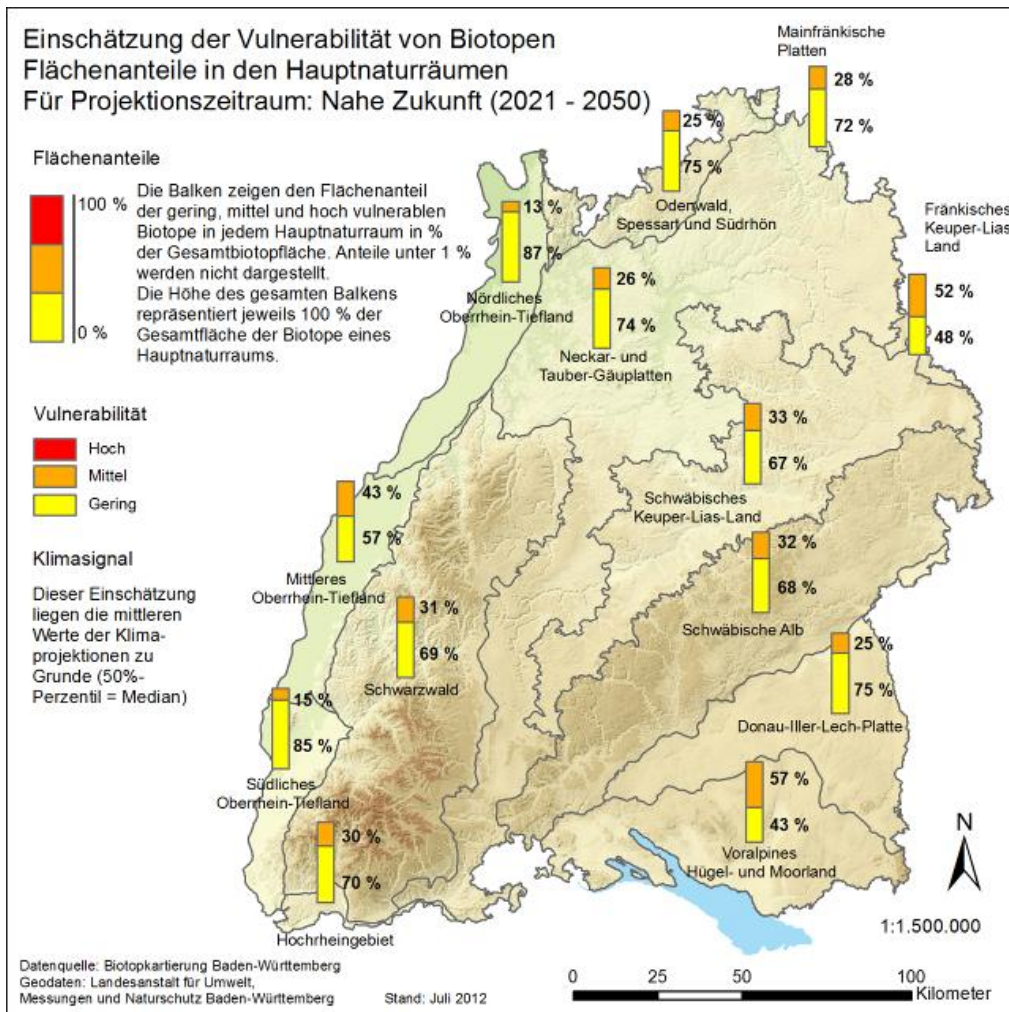 Einschätzung der Vulnerabilität von Biotopen
Flächenanteile in den Hauptnaturräumen
Für Projektionszeitraum: Nahe Zukunft (2021 - 2050)
Flächenanteile
100 %
0 %
Die Balken zeigen den Flächenanteil
der gering, mittel und hoch vulnerablen
Biotope in jedem Hauptnaturraum in %
der Gesamtbiotopfläche. Anteile unter 1 %
werden nicht dargestellt.
Die Höhe des gesamten Balkens
repräsentiert jeweils 100 % der
Gesamtfläche der Biotope eines
Hauptnaturraums.
Vulnerabilität
Hoch
Mittel
Gering
Klimasignal
Dieser Einschätzung
liegen die mittleren
Werte der Klima-
projektionen zu
Grunde (50%-
Perzentil = Median)
Mainfränkische
Platten
28 %
72 %
25 %
75 %
Odenwald,
Spessart und Südrhön
13 %
87 %
Nördliches
Oberrhein-Tiefland
Fränkisches
Keuper-Lias-
Land
52 %
48 %
26 %
74 %
Neckar- und
Tauber-Gäuplatten
33 %
67 %
Schwäbisches
Keuper-Lias-Land
43 %
57 %
Mittleres
Oberrhein-Tiefland
32 %
68 %
Schwäbische Alb
31 %
69 %
Schwarzwald
25 %
75 %
Donau-Iller-Lech-Platte
15 %
85 %
Südliches
Oberrhein-Tiefland
57 %
43 %
Voralpines
Hügel- und Moorland
30 %
70 %
Hochrheingebiet
N
1:1.500.000
0 25 50 100
Kilometer
Datenquelle: Biotopkartierung Baden-Württemberg
Geodaten: Landesanstalt für Umwelt,
Messungen und Naturschutz Baden-Württemberg Stand: Juli 2012